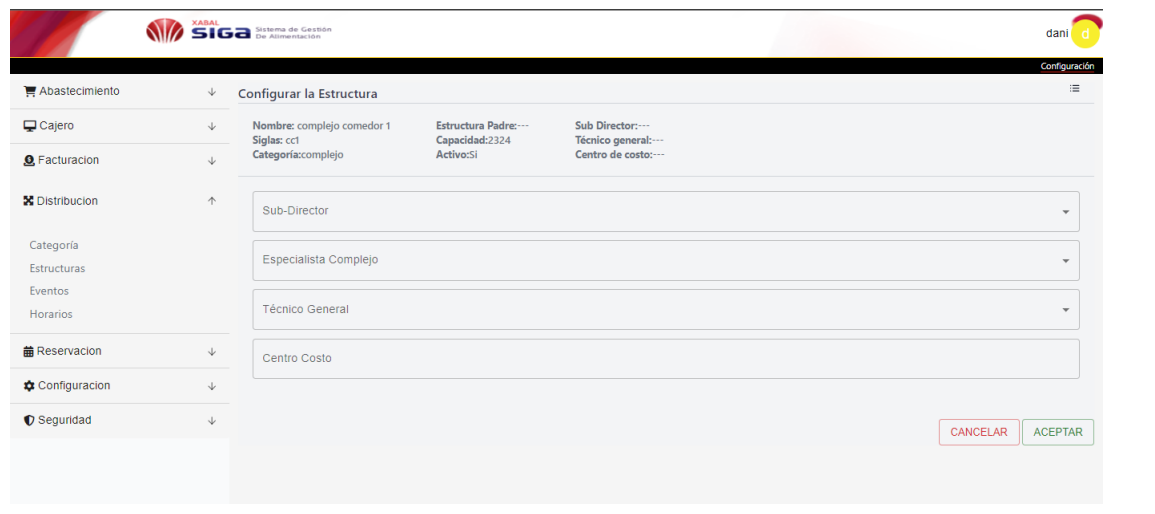 XABAL
SIGa Sistema de Gestión
De Alimentación
dani d
Configuración
Abastecimiento
Cajero
Facturacion
Distribucion
Categoría
Estructuras
Eventos
Horarios
Reservacion
Configuracion
Seguridad
Configurar la Estructura
Nombre: complejo comedor 1 Estructura Padre:--- Sub Director:---
Siglas: cc1 Capacidad:2324 Técnico general:---
Categoría:complejo Activo:Si Centro de costo:---
Sub-Director
Especialista Complejo
Técnico General
Centro Costo
CANCELAR ACEPTAR